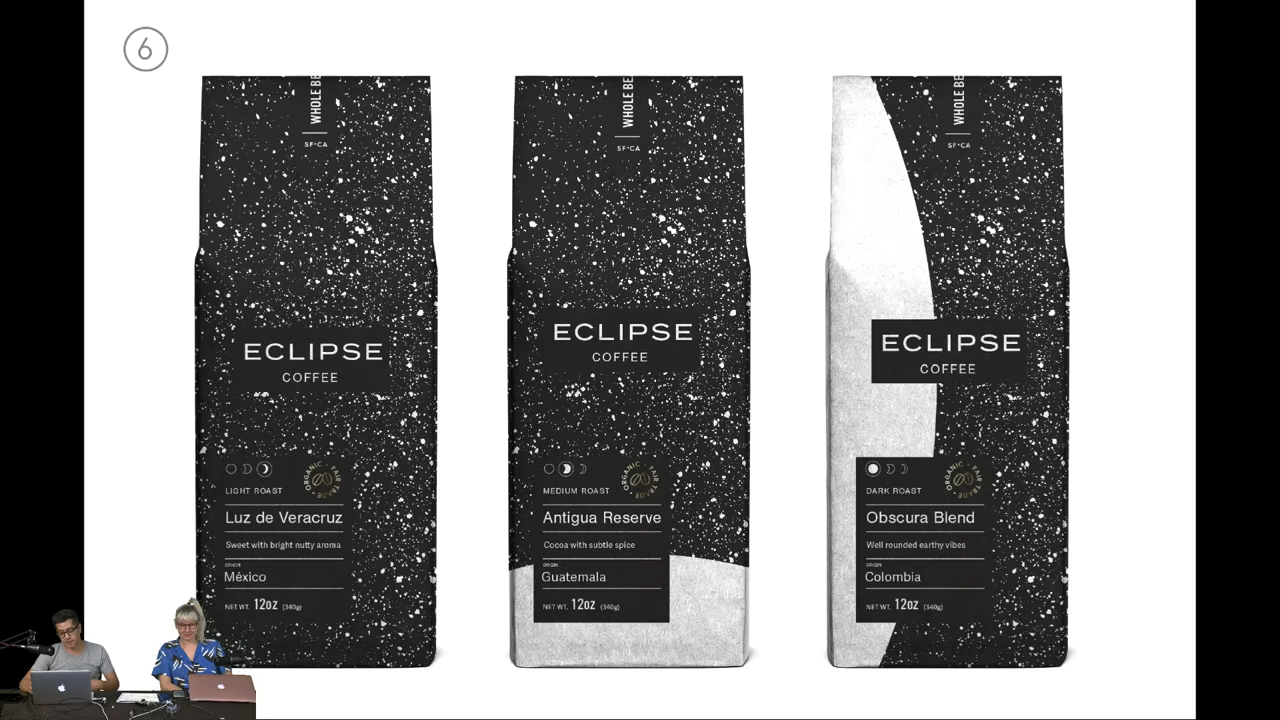 6
WHOLE BE
SF•CA
ECLIPSE
COFFEE
ORGANIC • FAIR TRADE •
LIGHT ROAST
Luz de Veracruz
Sweet with bright nutty aroma
ORIGIN
México
NET WT. 12oz (340g)
WHOLE BE
SF•CA
ECLIPSE
COFFEE
ORGANIC • FAIR TRADE •
MEDIUM ROAST
Antigua Reserve
Cocoa with subtle spice
ORIGIN
Guatemala
NET WT. 12oz (340g)
WHOLE BE
SF•CA
ECLIPSE
COFFEE
ORGANIC • FAIR TRADE •
DARK ROAST
Obscura Blend
Well rounded earthy vibes
ORIGIN
Colombia
NET WT. 12oz (340g)